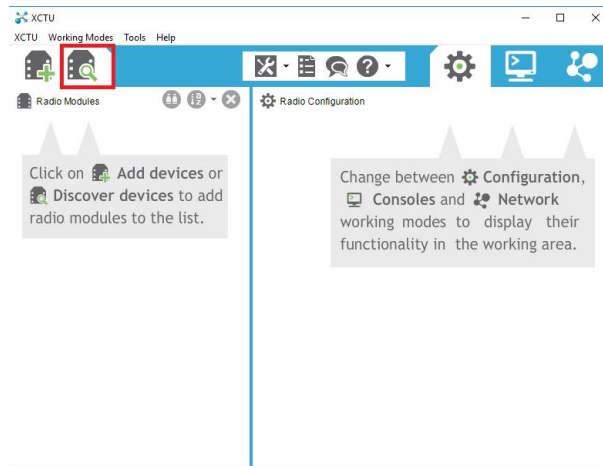 XCTU
XCTU Working Modes Tools Help
Radio Modules
Radio Configuration
Click on Add devices or
Discover devices to add
radio modules to the list.
Change between Configuration,
Consoles and Network
working modes to display their
functionality in the working area.